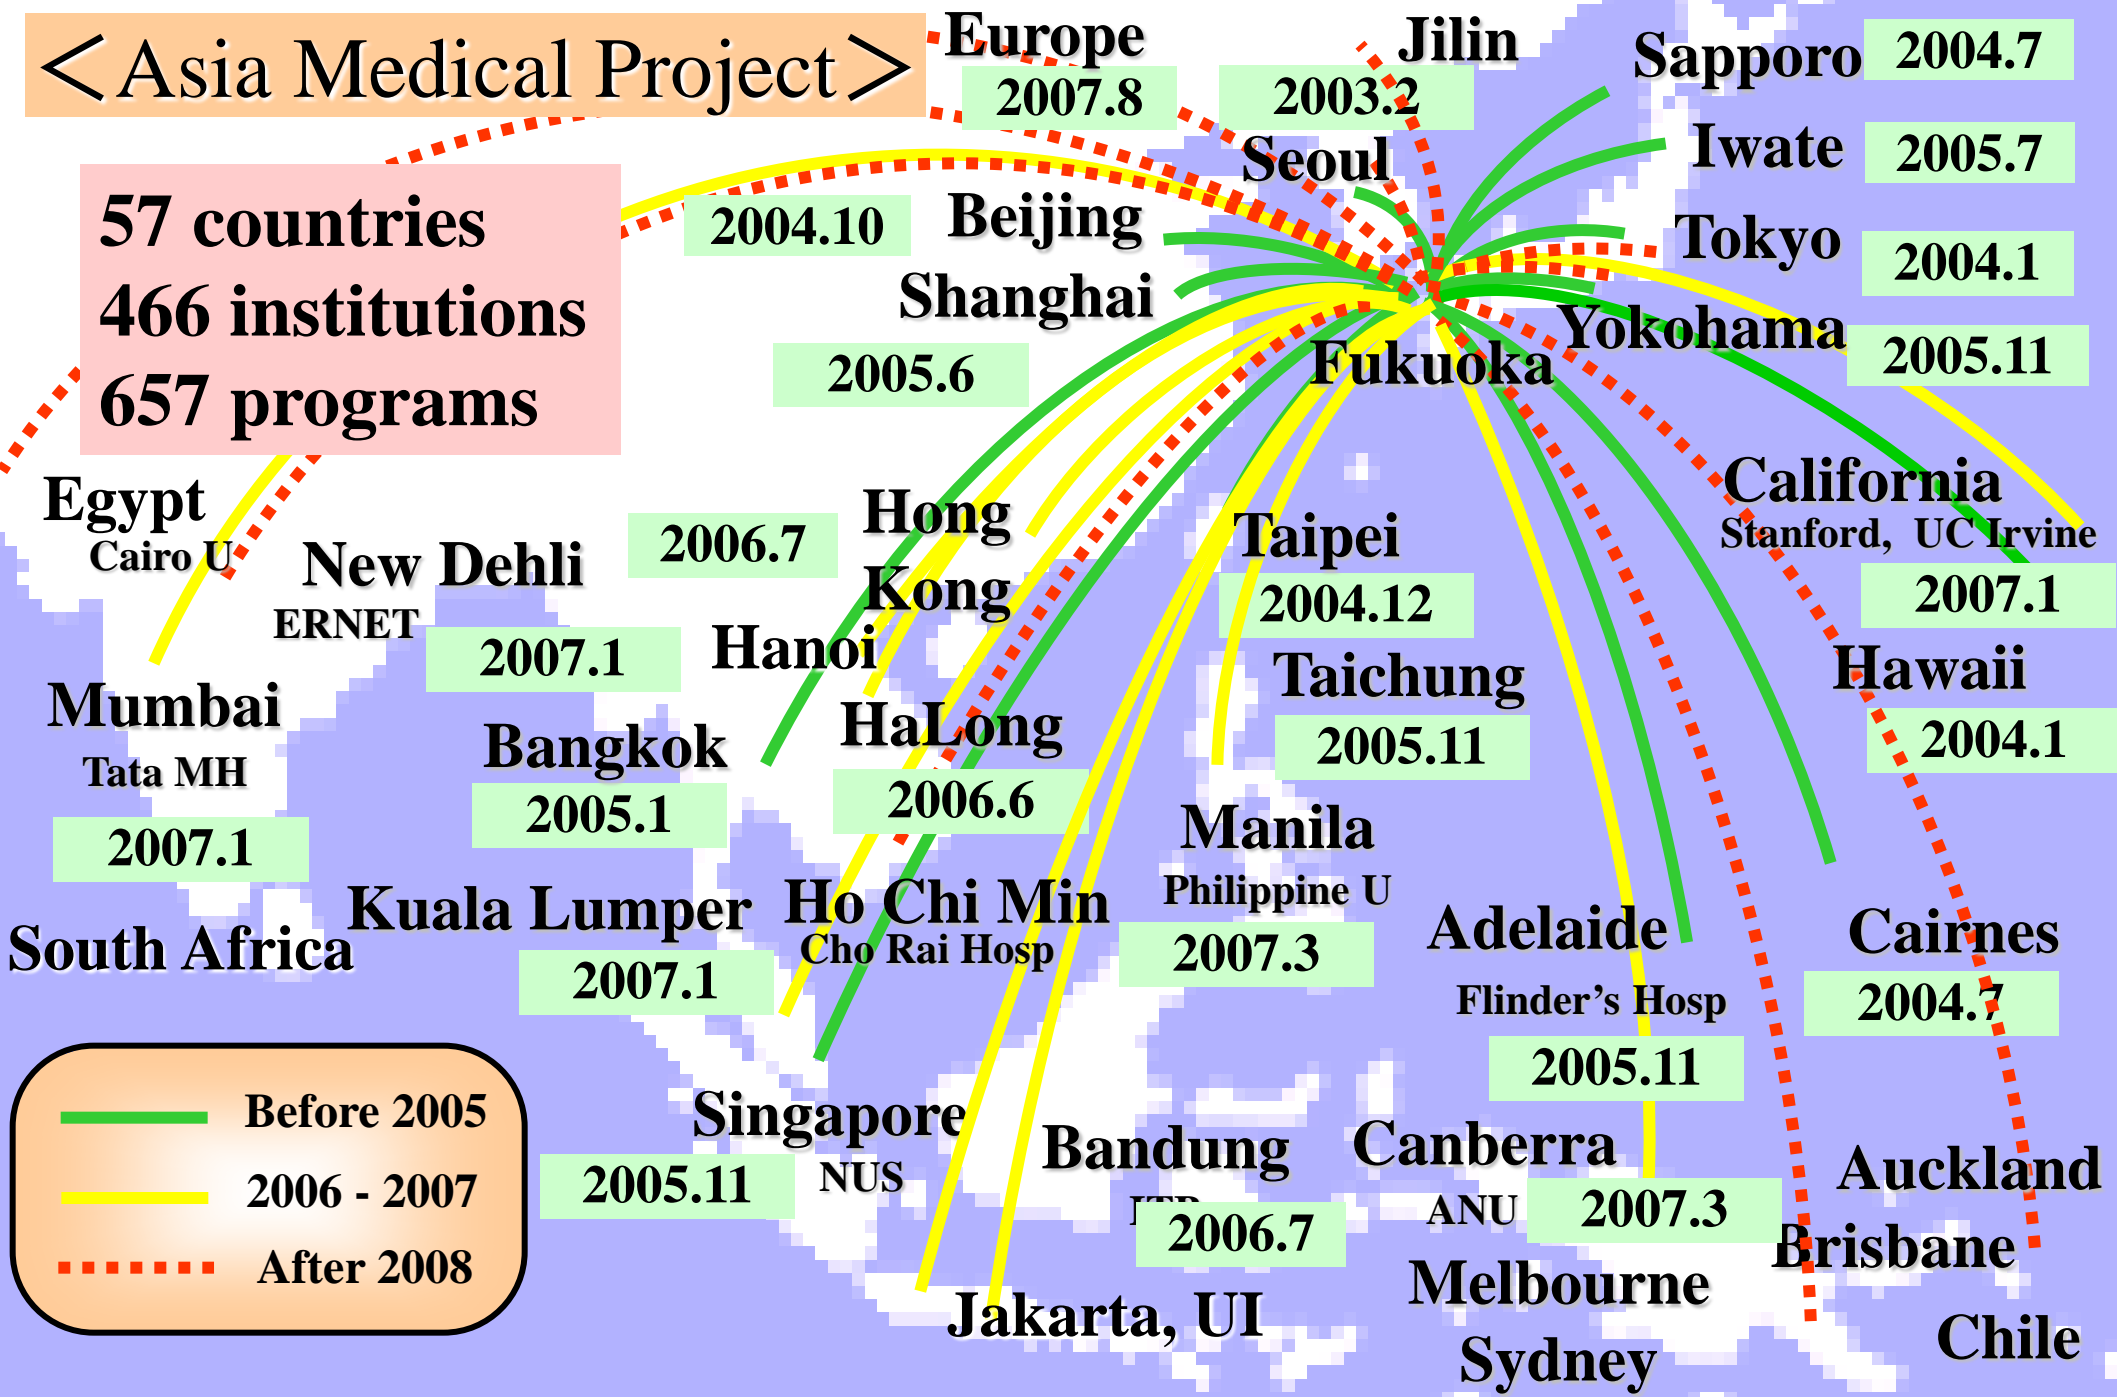 ＜Asia Medical Project＞
57 countries
466 institutions
657 programs
Europe
2007.8
Jilin
2003.2
Seoul
Sapporo
2004.7
Iwate
2005.7
Tokyo
2004.1
Yokohama
2005.11
2004.10
Beijing
Shanghai
2005.6
Fukuoka
Egypt
Cairo U
New Dehli
ERNET
2007.1
2006.7
Hong
Kong
Hanoi
Taipei
2004.12
Taichung
2005.11
California
Stanford, UC Irvine
2007.1
Hawaii
2004.1
Mumbai
Tata MH
2007.1
Bangkok
2005.1
HaLong
2006.6
Manila
Philippine U
2007.3
South Africa
Kuala Lumper
2007.1
Ho Chi Min
Cho Rai Hosp
Adelaide
Flinder’s Hosp
2005.11
Cairnes
2004.7
Before 2005
2006 - 2007
After 2008
Singapore
NUS
2005.11
Bandung
2006.7
Jakarta, UI
Canberra
ANU
2007.3
Melbourne
Sydney
Auckland
Brisbane
Chile